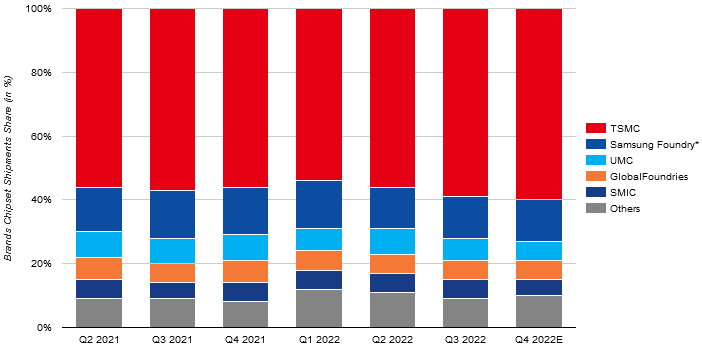 Brands Chipset Shipments Share (in %)
100%
80%
60%
40%
20%
0%
Q2 2021
Q3 2021
Q4 2021
Q1 2022
Q2 2022
Q3 2022
Q4 2022E
TSMC
Samsung Foundry*
UMC
GlobalFoundries
SMIC
Others